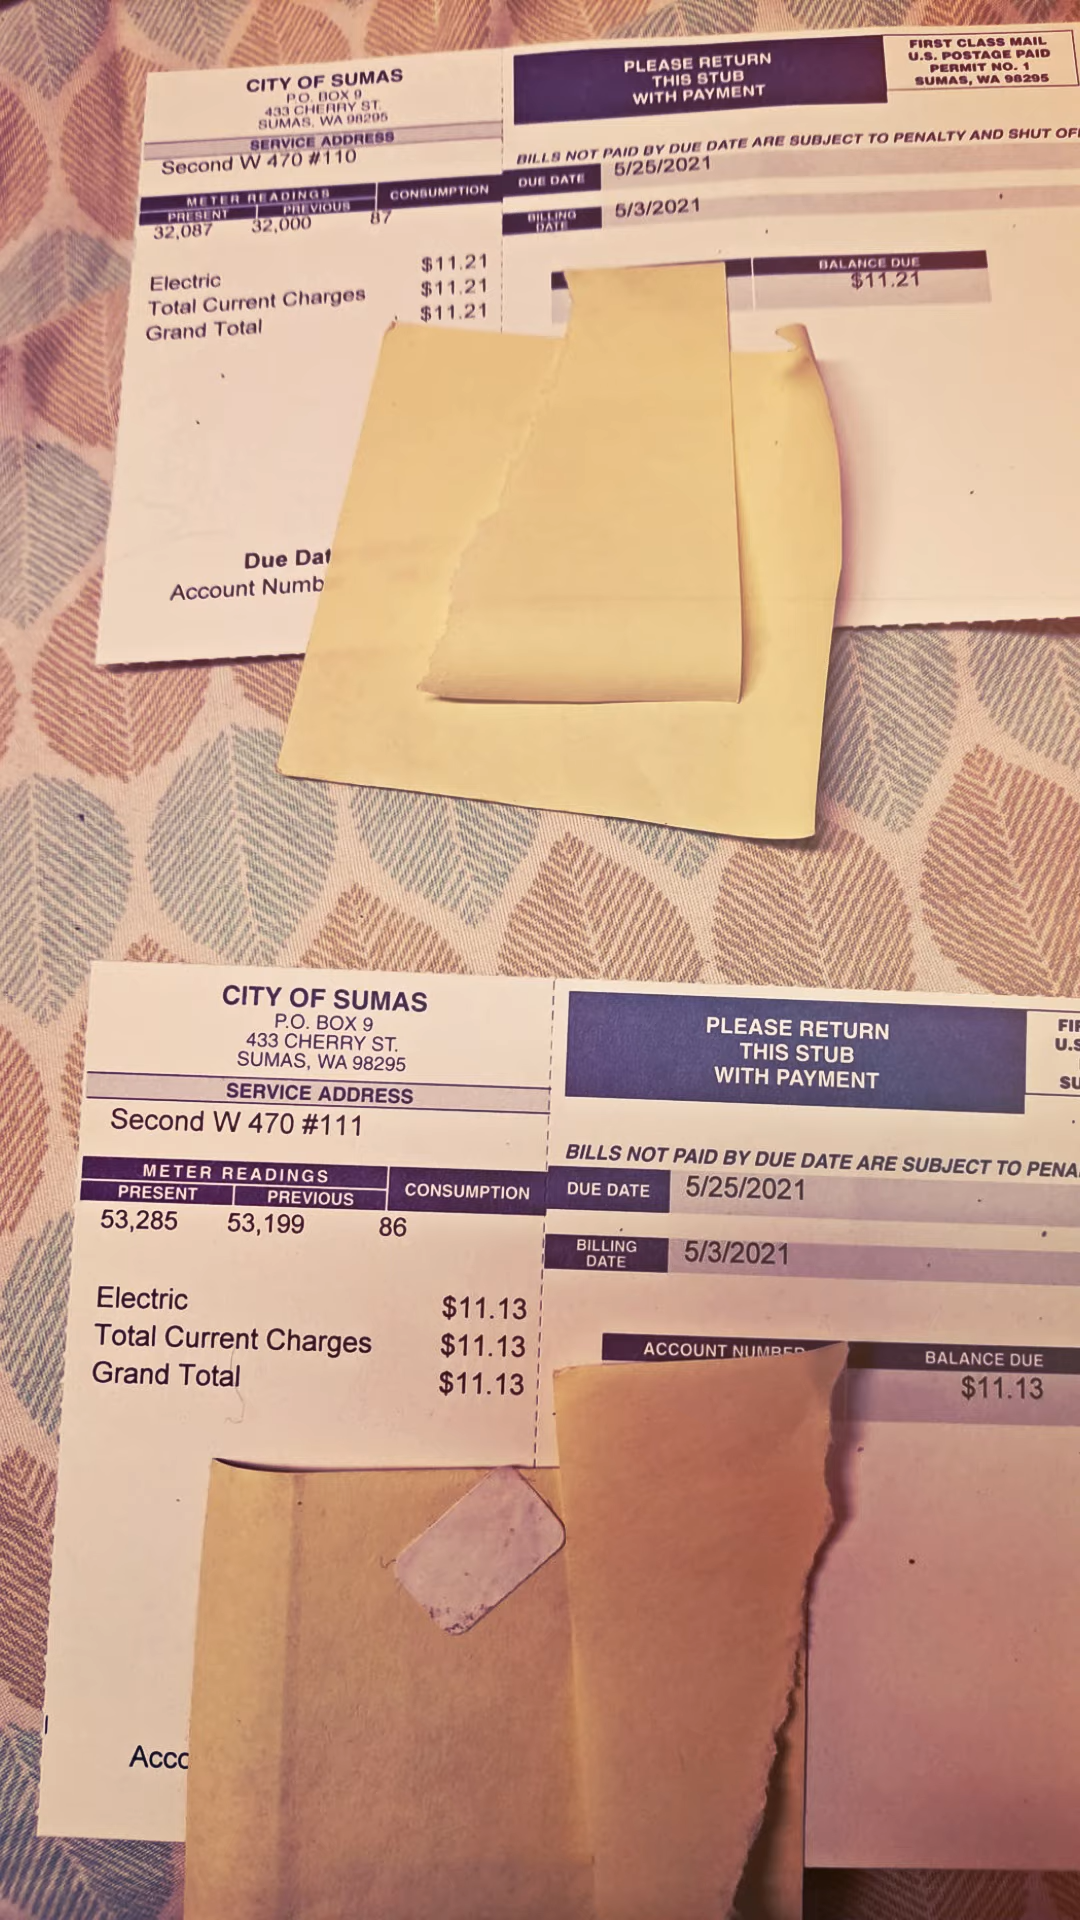 CITY OF SUMAS
P.O. BOX 9
433 CHERRY ST.
SUMAS, WA 98295
SERVICE ADDRESS
Second W 470 #110
METER READINGS
PRESENT PREVIOUS CONSUMPTION
32,087 32,000 87
Electric $11.21
Total Current Charges $11.21
Grand Total $11.21
Due Dat
Account Numb
PLEASE RETURN
THIS STUB
WITH PAYMENT
FIRST CLASS MAIL
U.S. POSTAGE PAID
PERMIT NO. 1
SUMAS, WA 98295
BILLS NOT PAID BY DUE DATE ARE SUBJECT TO PENALTY AND SHUT OFF
DUE DATE 5/25/2021
BILLING DATE 5/3/2021
BALANCE DUE
$11.21
CITY OF SUMAS
P.O. BOX 9
433 CHERRY ST.
SUMAS, WA 98295
SERVICE ADDRESS
Second W 470 #111
METER READINGS
PRESENT PREVIOUS CONSUMPTION
53,285 53,199 86
Electric $11.13
Total Current Charges $11.13
Grand Total $11.13
Acco
PLEASE RETURN
THIS STUB
WITH PAYMENT
FI
U.S
SU
BILLS NOT PAID BY DUE DATE ARE SUBJECT TO PENA
DUE DATE 5/25/2021
BILLING DATE 5/3/2021
ACCOUNT NUMBER BALANCE DUE
$11.13